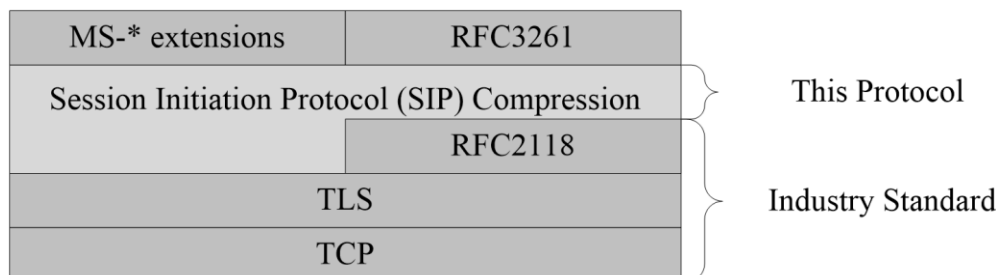 MS-* extensions
RFC3261
Session Initiation Protocol (SIP) Compression
This Protocol
RFC2118
TLS
Industry Standard
TCP